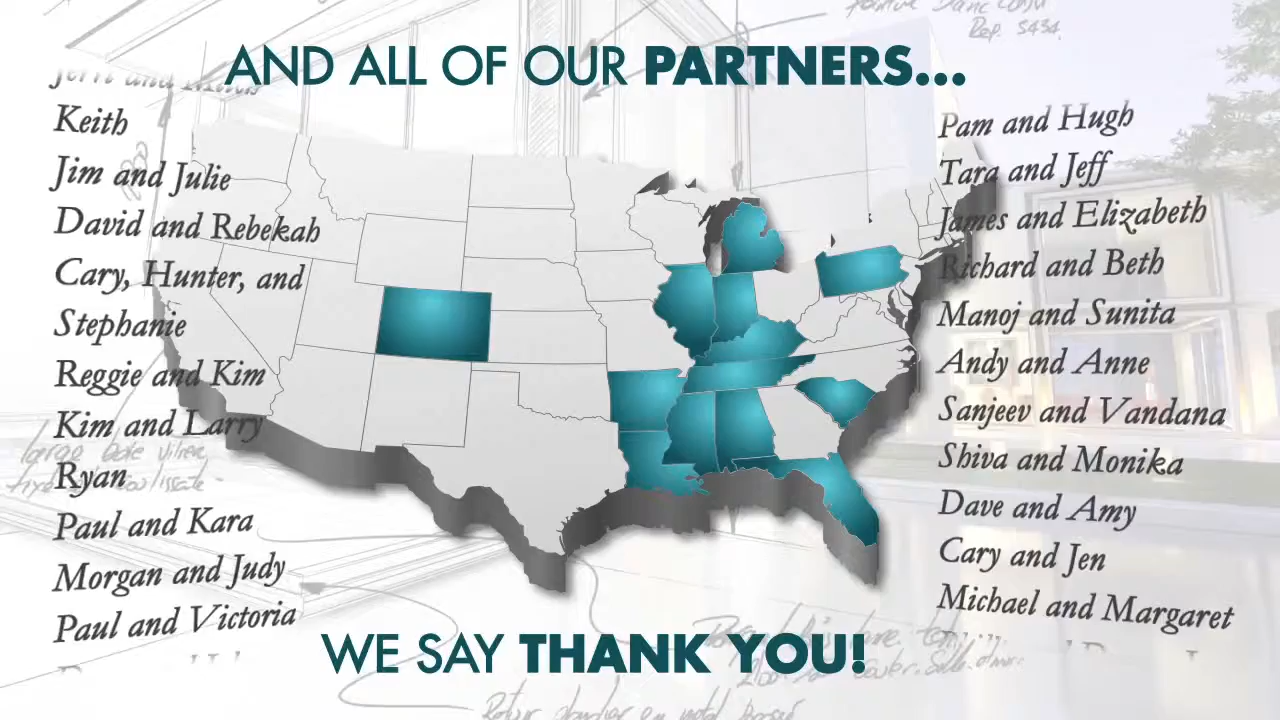 AND ALL OF OUR PARTNERS...
Keith
Jim and Julie
David and Rebekah
Cary, Hunter, and
Stephanie
Reggie and Kim
Kim and Larry
Ryan
Paul and Kara
Morgan and Judy
Paul and Victoria
Pam and Hugh
Tara and Jeff
James and Elizabeth
Richard and Beth
Manoj and Sunita
Andy and Anne
Sanjeev and Vandana
Shiva and Monika
Dave and Amy
Cary and Jen
Michael and Margaret
WE SAY THANK YOU!